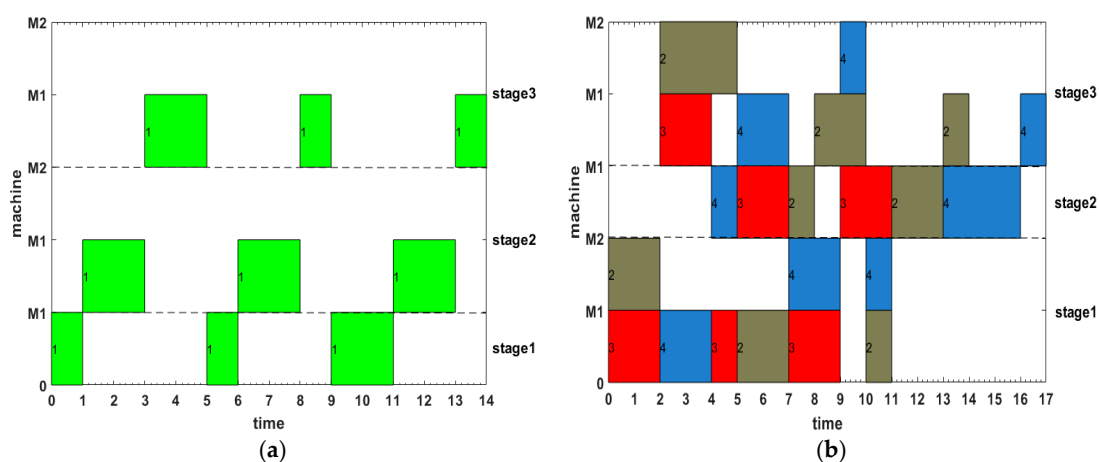 M2
M1
stage3
1 1 1
M2
machine
M1
stage2
1 1 1
M1
stage1
1 1 1
0
0 1 2 3 4 5 6 7 8 9 10 11 12 13 14
time
(a)
M2
2 4
M1
stage3
3 4 2 2 4
M1
machine
stage2
4 3 2 3 2 4
M2
2 4 4
M1
stage1
3 4 3 2 3 2
0
0 1 2 3 4 5 6 7 8 9 10 11 12 13 14 15 16 17
time
(b)